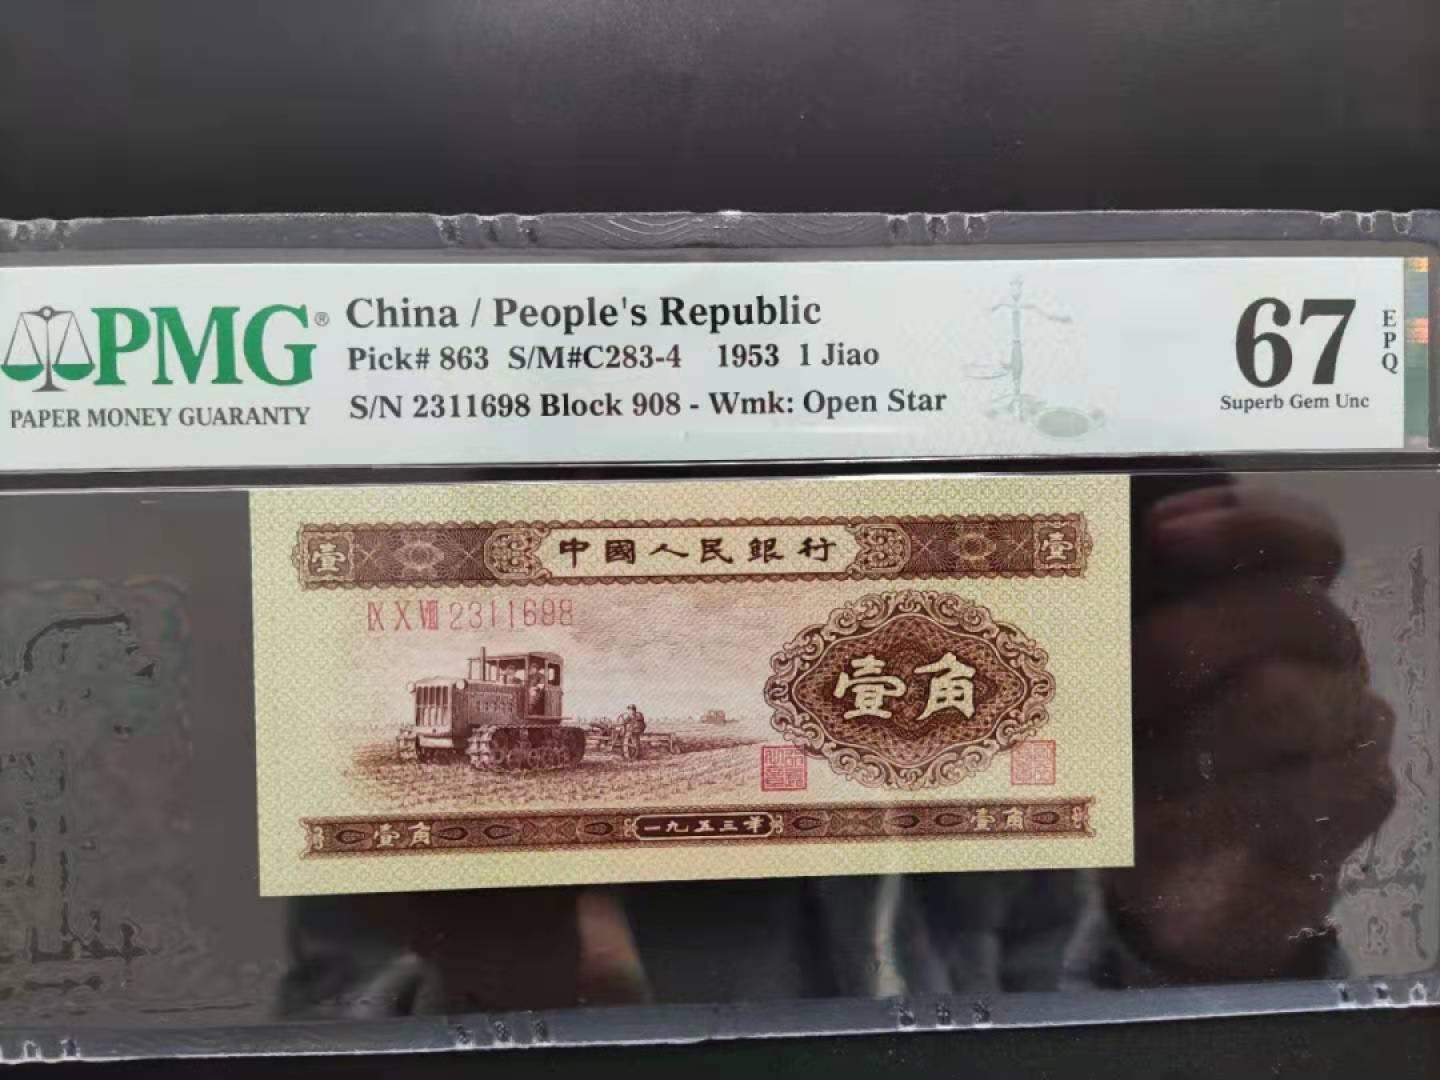 PMG®
PAPER MONEY GUARANTY
China / People's Republic
Pick# 863 S/M#C283-4 1953 1 Jiao
S/N 2311698 Block 908 - Wmk: Open Star
67
EPQ
Superb Gem Unc
壹 中國人民銀行 壹
IX X VIII 2311698
壹角
壹角 一九五三年 壹角